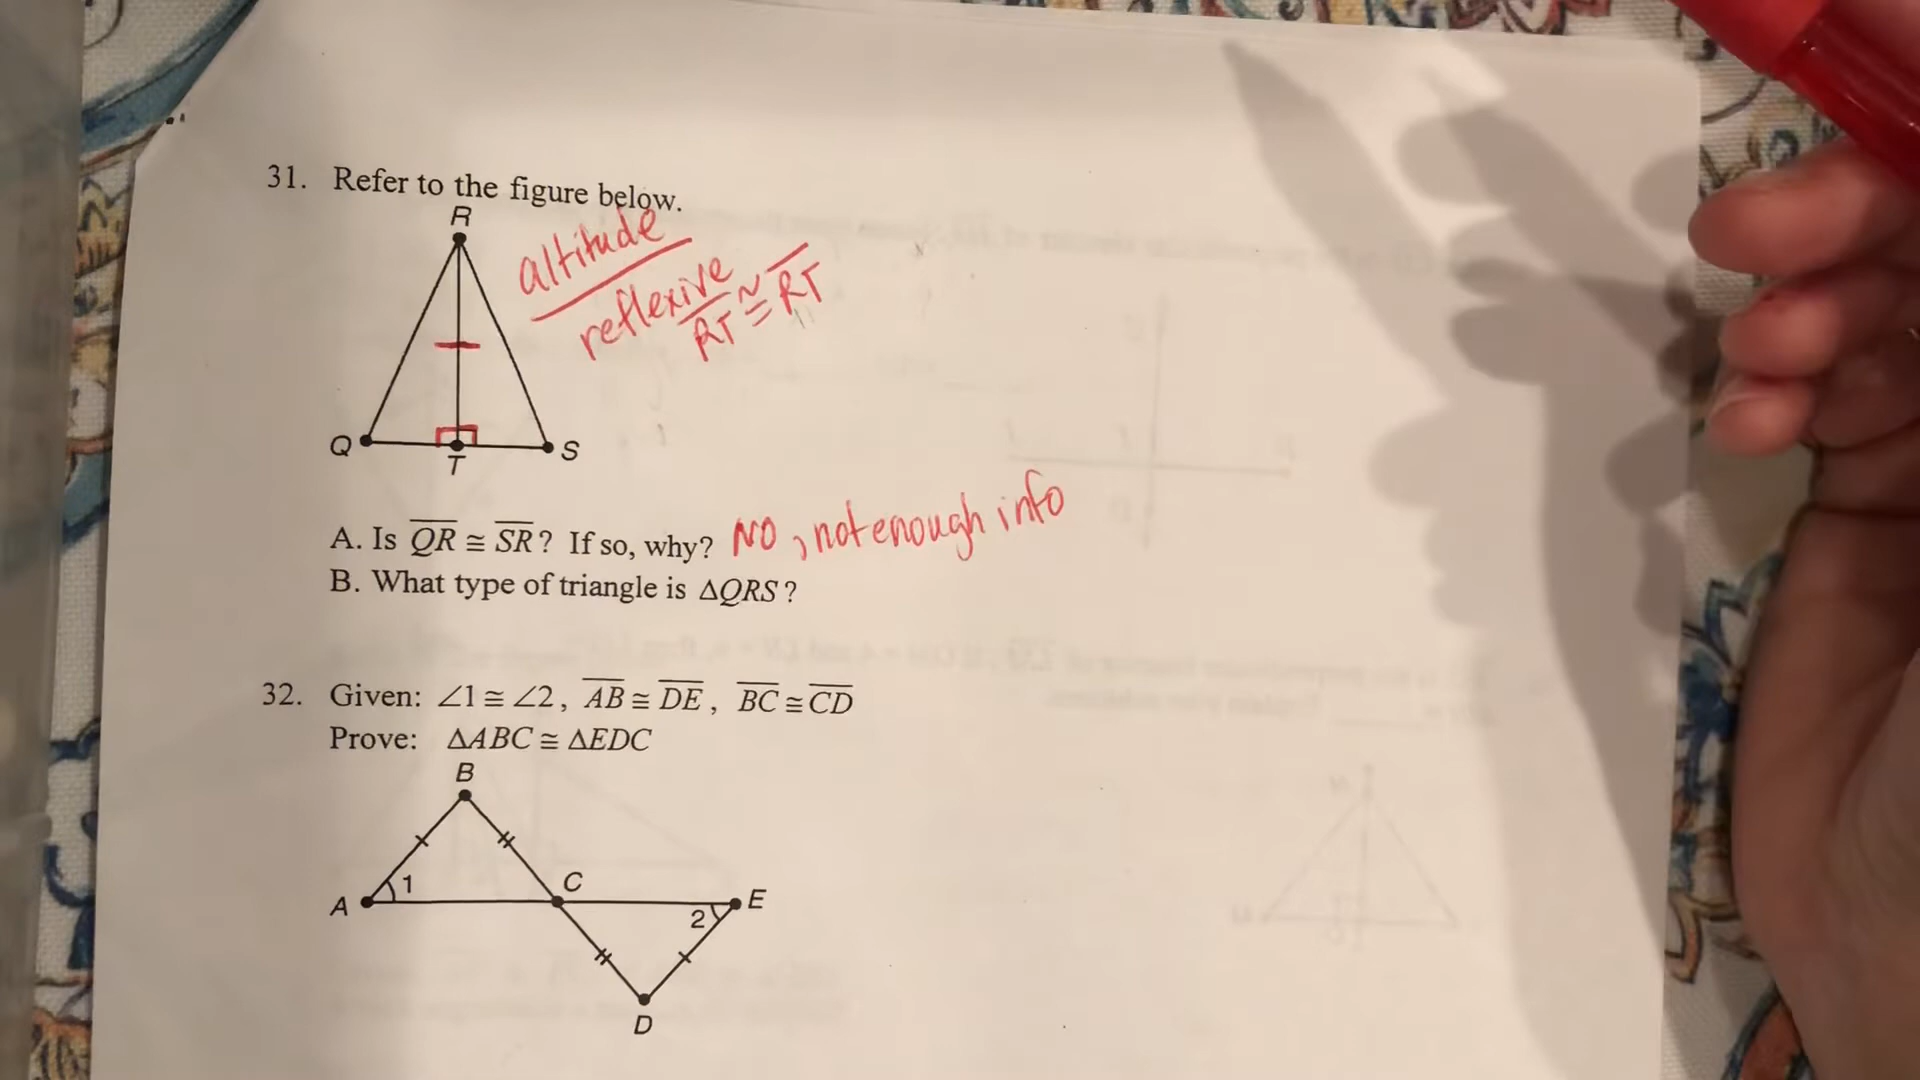 31. Refer to the figure below.
R
altitude
reflexive
RT ≅ RT
Q
T
S
A. Is QR ≅ SR? If so, why? NO, not enough info
B. What type of triangle is ΔQRS?
32. Given: ∠1 ≅ ∠2, AB ≅ DE, BC ≅ CD
Prove: ΔABC ≅ ΔEDC
B
A
1
C
2
E
D